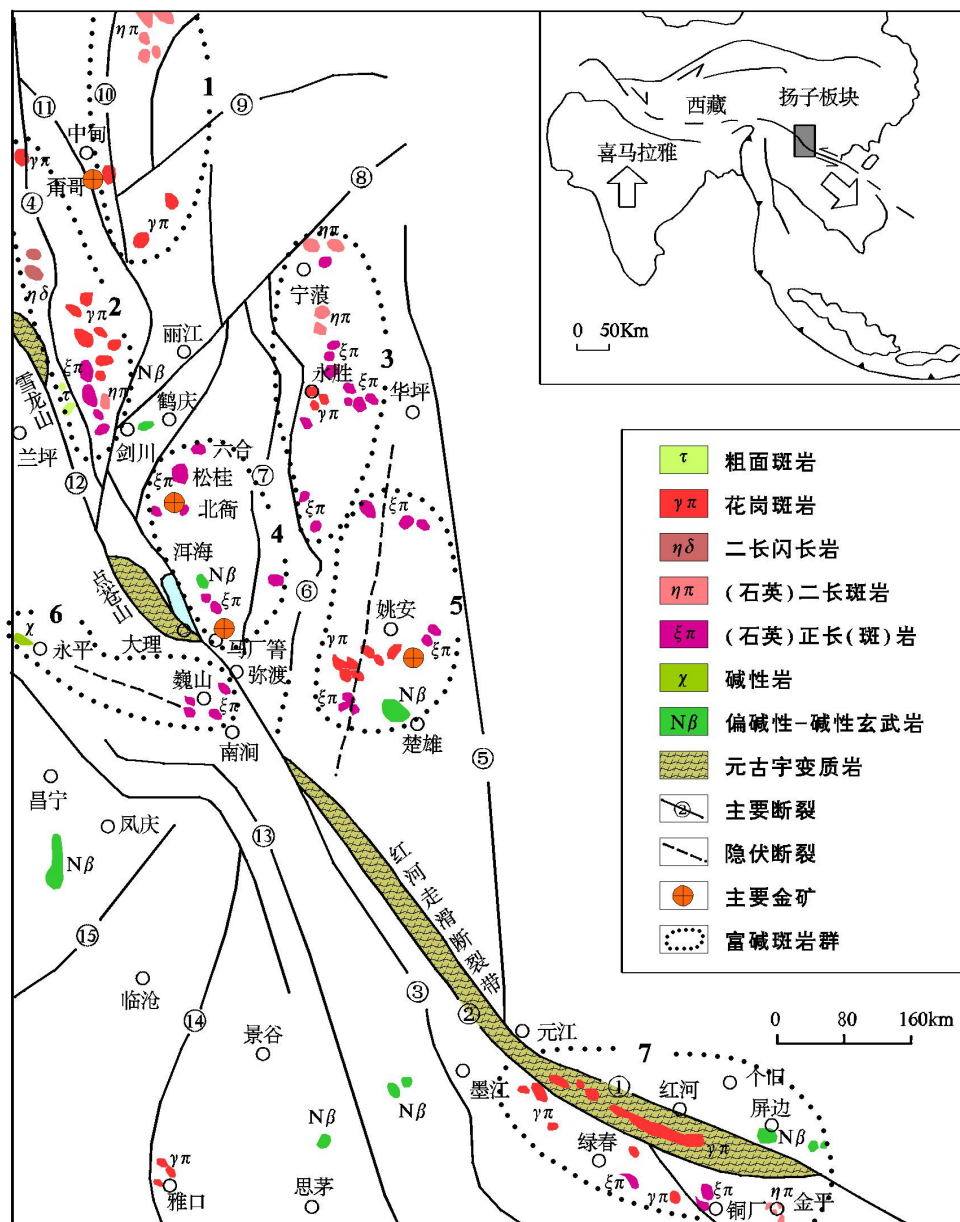 ηπ
1
⑩
⑪
⑨
中甸
γπ
甭哥
④
⑧
γπ
ηδ
ηπ
宁蒗
γπ
2
ηπ
丽江
ξπ
3
Nβ
永胜
ξπ
华坪
雪龙山
τ
ηπ
鹤庆
γπ
兰坪
剑川
⑫
六合
⑦
ξπ
松桂
北衙
ξπ
ξπ
4
洱海
点苍山
Nβ
⑥
5
6
ξπ
姚安
χ
永平
大理
马厂箐
γπ
ξπ
弥渡
巍山
ξπ
ξπ
Nβ
南涧
楚雄
⑤
昌宁
凤庆
⑬
Nβ
红河走滑断裂带
⑮
临沧
③
②
⑭
元江
景谷
7
墨江
①
个旧
红河
屏边
Nβ
Nβ
γπ
Nβ
绿春
γπ
γπ
ξπ
雅口
思茅
γπ
ξπ
铜厂
ηπ
金平
西藏
扬子板块
喜马拉雅
0 50Km
τ 粗面斑岩
γπ 花岗斑岩
ηδ 二长闪长岩
ηπ (石英)二长斑岩
ξπ (石英)正长(斑)岩
χ 碱性岩
Nβ 偏碱性-碱性玄武岩
元古宇变质岩
② 主要断裂
隐伏断裂
主要金矿
富碱斑岩群
0 80 160km